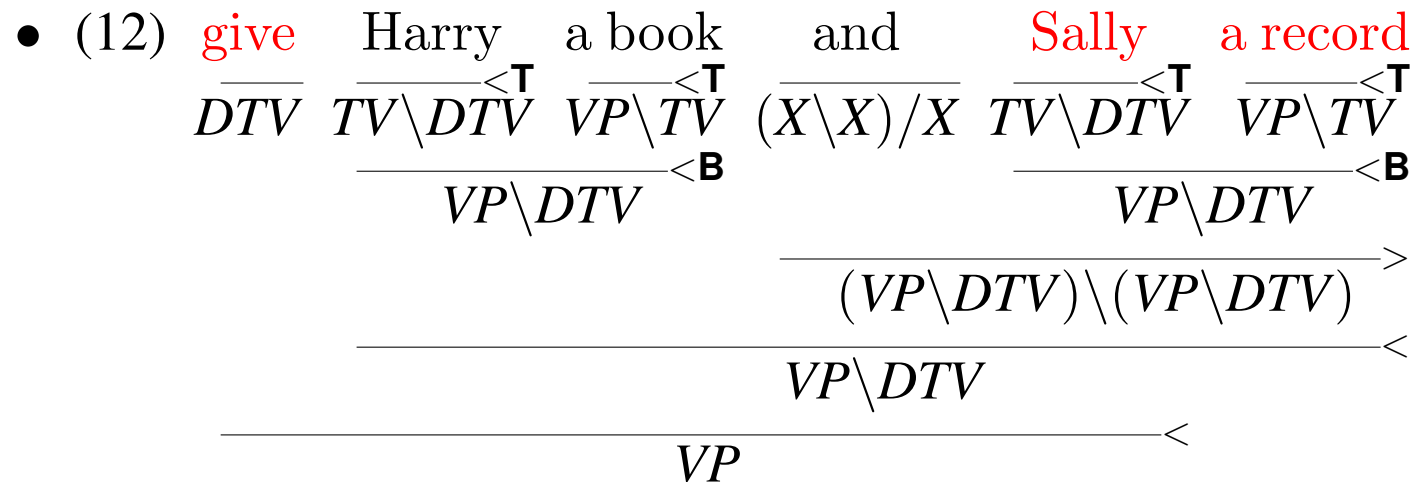 • (12) give Harry a book and Sally a record
<T <T <T <T
DTV TV\DTV VP\TV (X\X)/X TV\DTV VP\TV
<B <B
VP\DTV VP\DTV
>
(VP\DTV)\(VP\DTV)
<
VP\DTV
<
VP